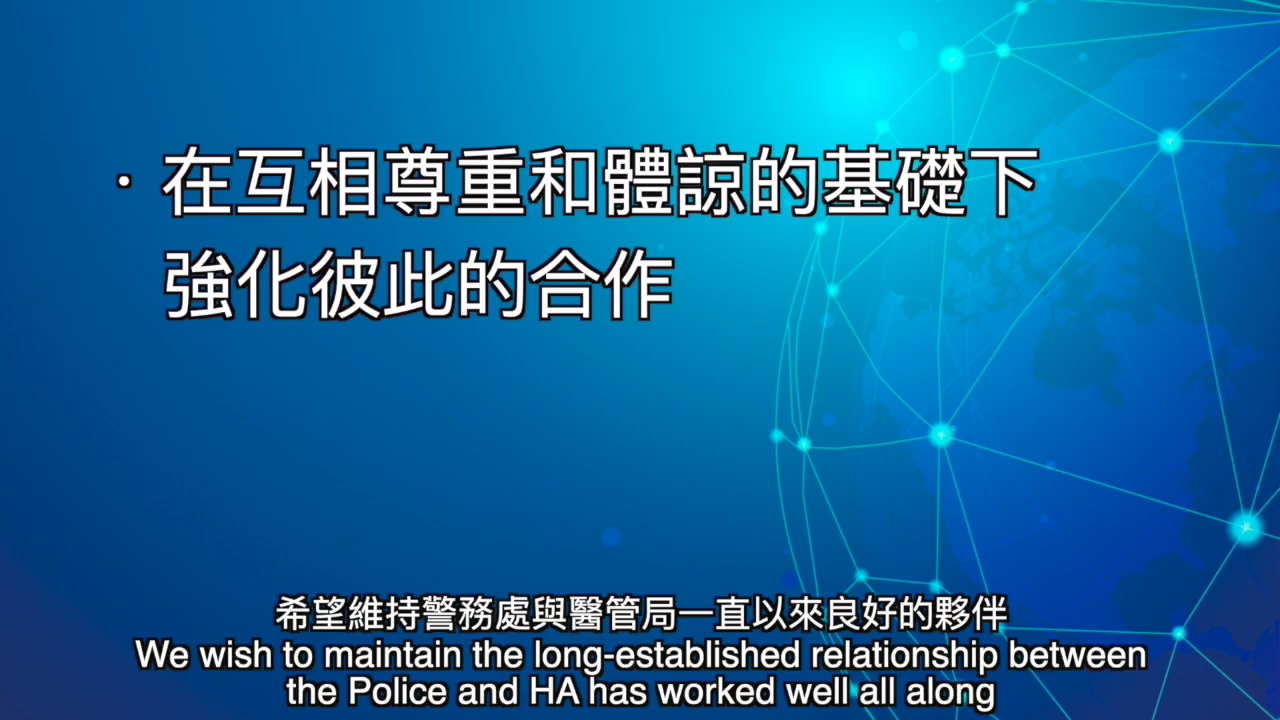 · 在互相尊重和體諒的基礎下
強化彼此的合作
希望維持警務處與醫管局一直以來良好的夥伴
We wish to maintain the long-established relationship between
the Police and HA has worked well all along